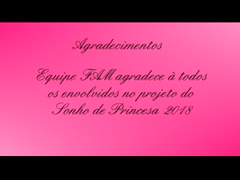 Agradecimentos
Equipe FAM agradece à todos
os envolvidos no projeto do
Sonho de Princesa 2018